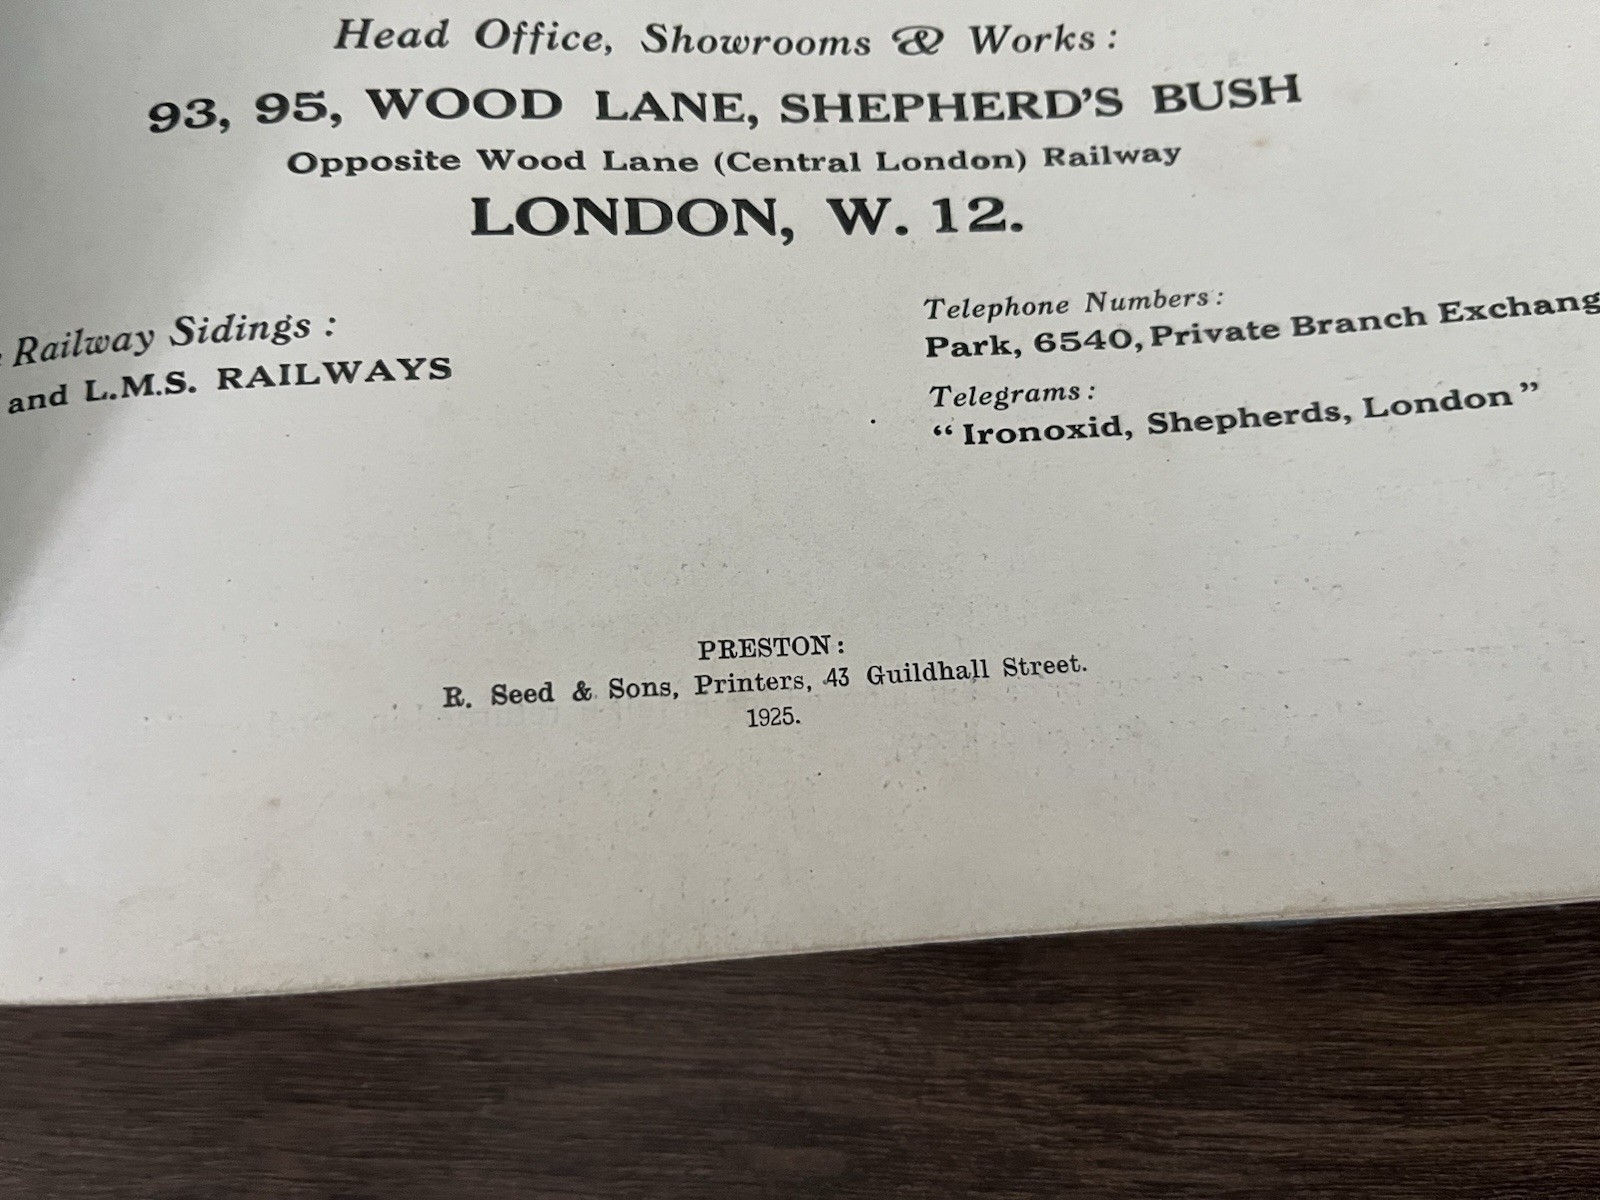 Head Office, Showrooms & Works:
93, 95, WOOD LANE, SHEPHERD'S BUSH
Opposite Wood Lane (Central London) Railway
LONDON, W. 12.
Railway Sidings:
and L.M.S. RAILWAYS
Telephone Numbers:
Park, 6540, Private Branch Exchang
Telegrams:
“Ironoxid, Shepherds, London”
PRESTON:
R. Seed & Sons, Printers, 43 Guildhall Street.
1925.